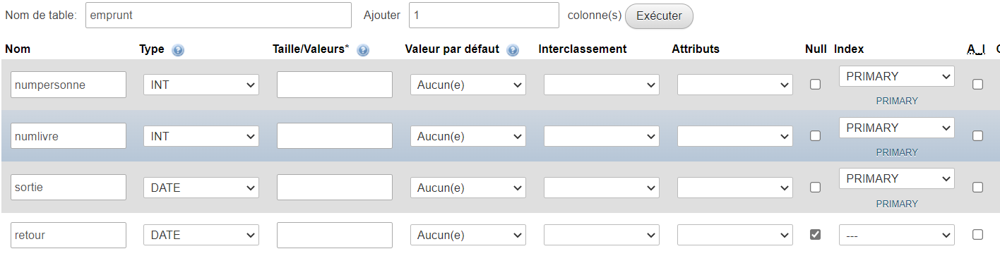 Nom de table: emprunt Ajouter 1 colonne(s) Exécuter
Nom Type Taille/Valeurs* Valeur par défaut Interclassement Attributs Null Index A_I
numpersonne INT Aucun(e) PRIMARY
PRIMARY
numlivre INT Aucun(e) PRIMARY
PRIMARY
sortie DATE Aucun(e) PRIMARY
PRIMARY
retour DATE Aucun(e) ---